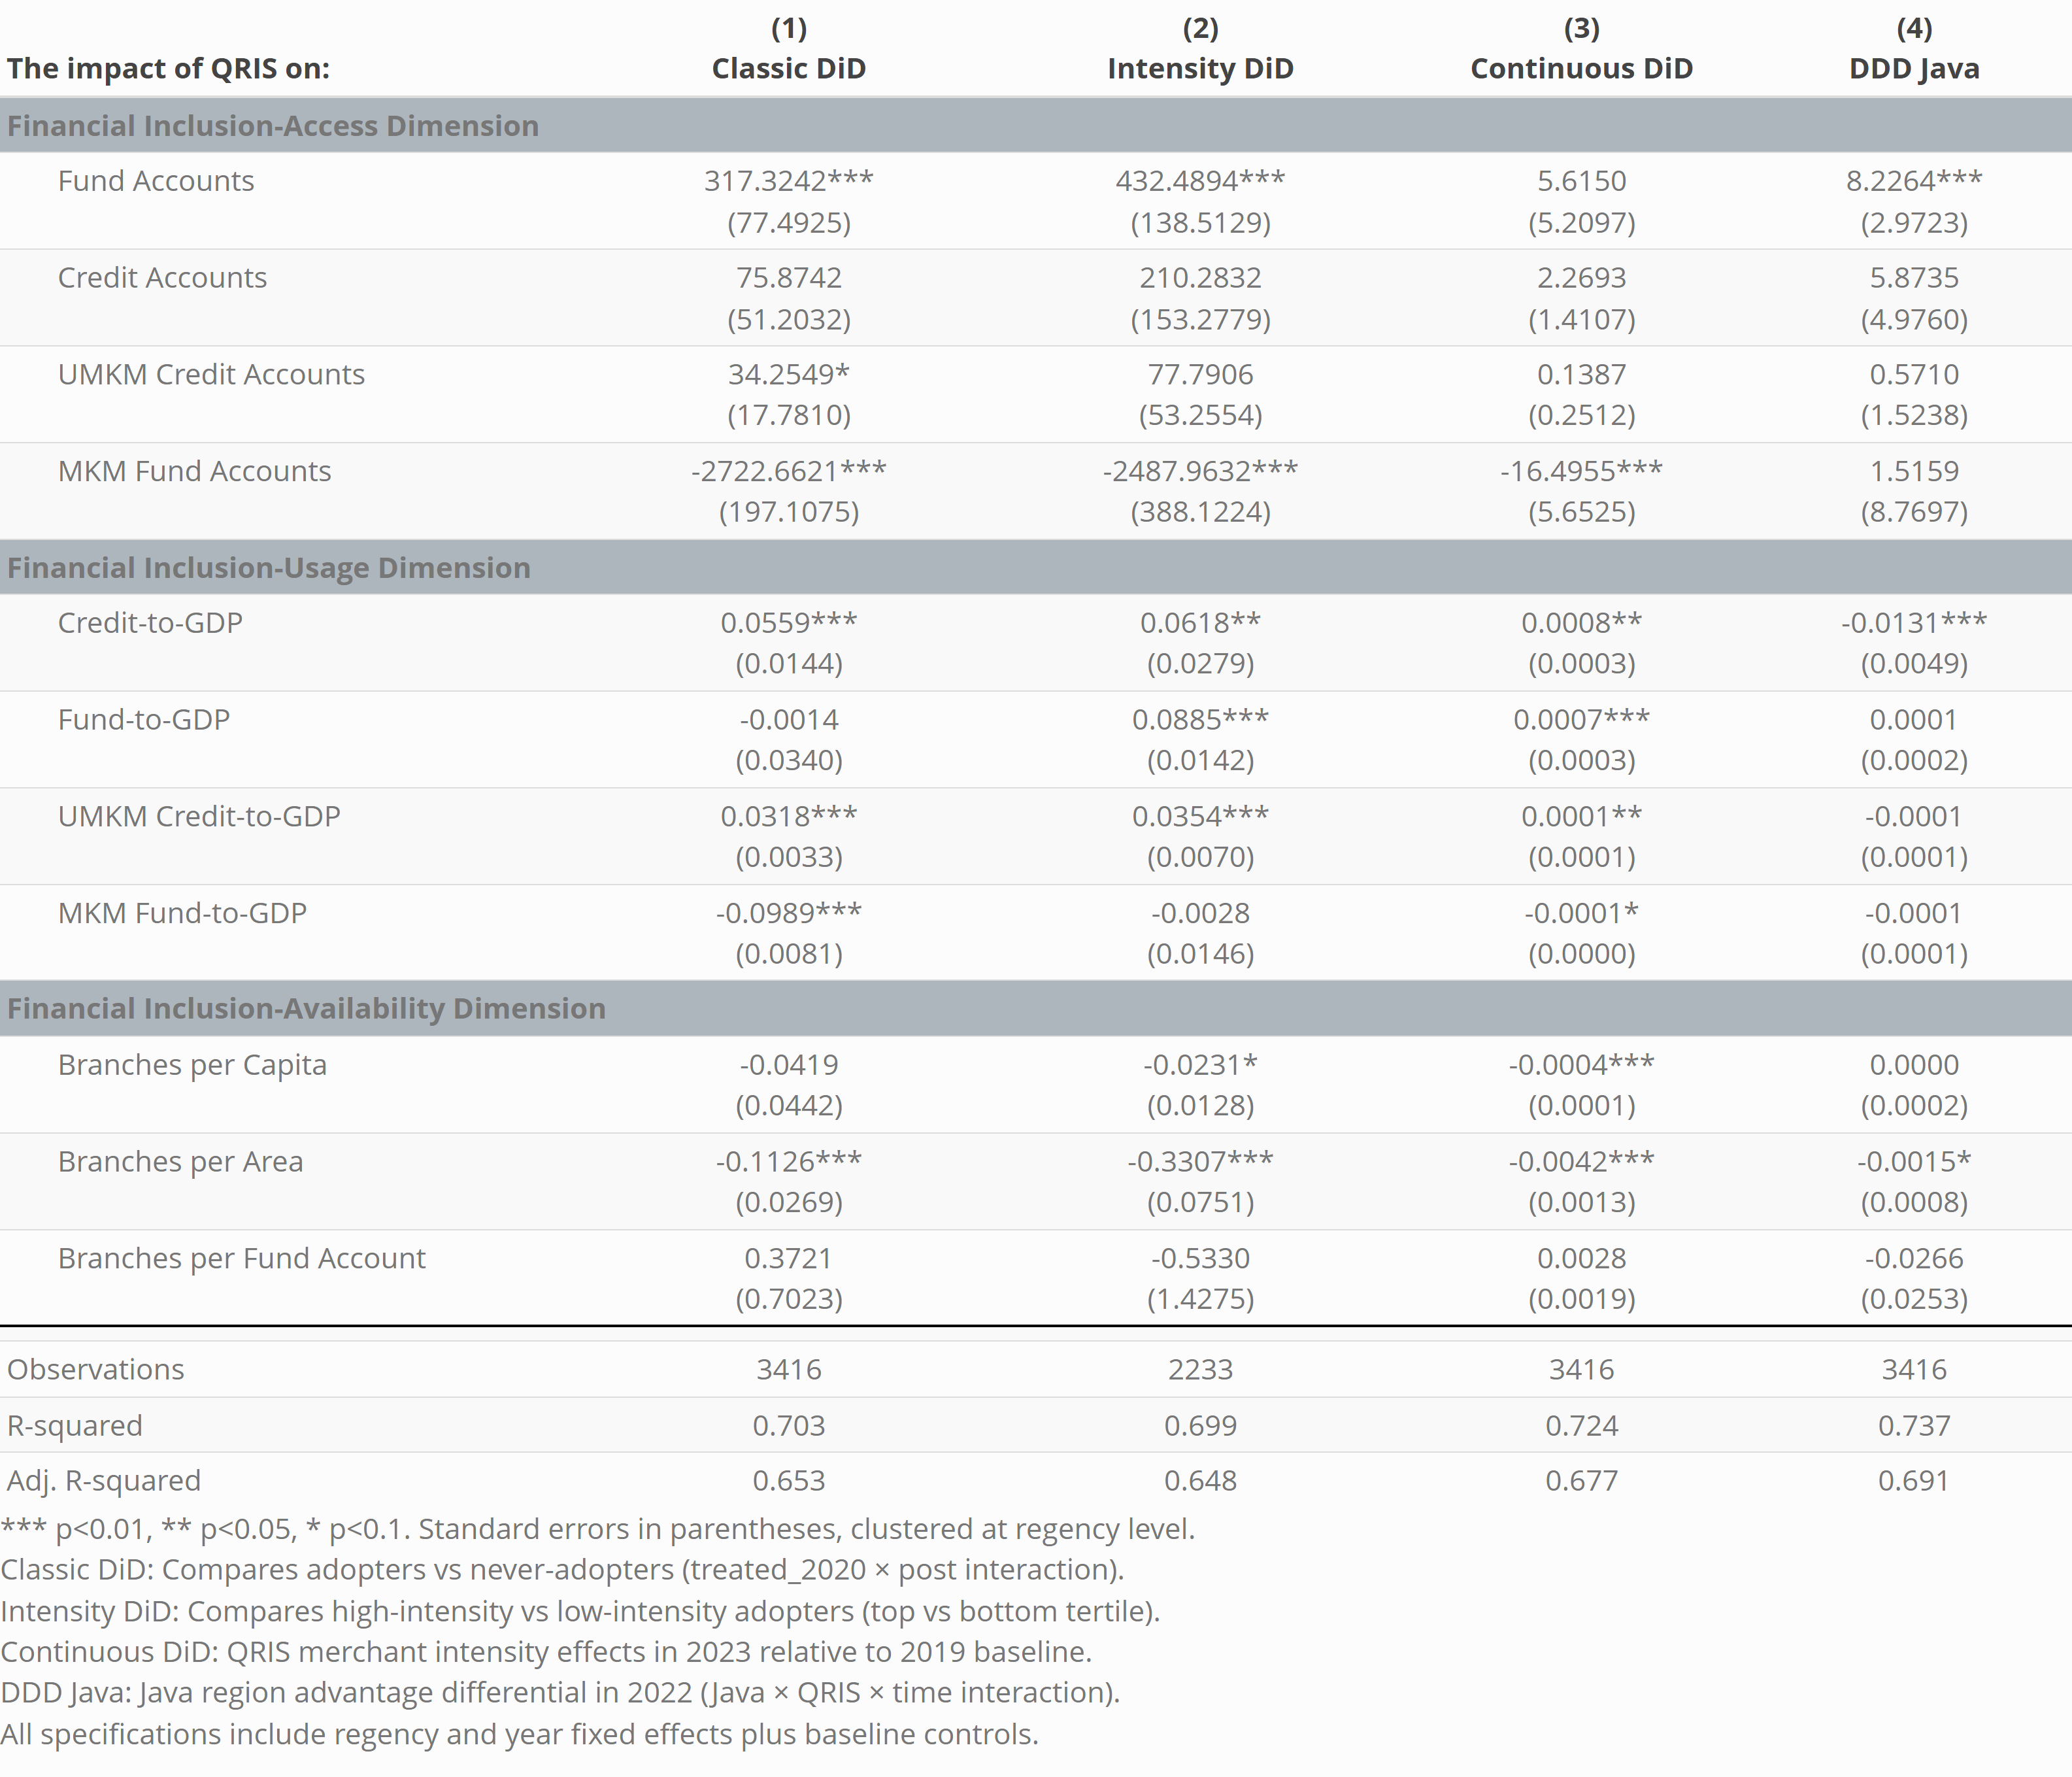 (1) (2) (3) (4)
The impact of QRIS on: Classic DiD Intensity DiD Continuous DiD DDD Java
Financial Inclusion-Access Dimension
Fund Accounts 317.3242*** 432.4894*** 5.6150 8.2264***
(77.4925) (138.5129) (5.2097) (2.9723)
Credit Accounts 75.8742 210.2832 2.2693 5.8735
(51.2032) (153.2779) (1.4107) (4.9760)
UMKM Credit Accounts 34.2549* 77.7906 0.1387 0.5710
(17.7810) (53.2554) (0.2512) (1.5238)
MKM Fund Accounts -2722.6621*** -2487.9632*** -16.4955*** 1.5159
(197.1075) (388.1224) (5.6525) (8.7697)
Financial Inclusion-Usage Dimension
Credit-to-GDP 0.0559*** 0.0618** 0.0008** -0.0131***
(0.0144) (0.0279) (0.0003) (0.0049)
Fund-to-GDP -0.0014 0.0885*** 0.0007*** 0.0001
(0.0340) (0.0142) (0.0003) (0.0002)
UMKM Credit-to-GDP 0.0318*** 0.0354*** 0.0001** -0.0001
(0.0033) (0.0070) (0.0001) (0.0001)
MKM Fund-to-GDP -0.0989*** -0.0028 -0.0001* -0.0001
(0.0081) (0.0146) (0.0000) (0.0001)
Financial Inclusion-Availability Dimension
Branches per Capita -0.0419 -0.0231* -0.0004*** 0.0000
(0.0442) (0.0128) (0.0001) (0.0002)
Branches per Area -0.1126*** -0.3307*** -0.0042*** -0.0015*
(0.0269) (0.0751) (0.0013) (0.0008)
Branches per Fund Account 0.3721 -0.5330 0.0028 -0.0266
(0.7023) (1.4275) (0.0019) (0.0253)
Observations 3416 2233 3416 3416
R-squared 0.703 0.699 0.724 0.737
Adj. R-squared 0.653 0.648 0.677 0.691
*** p<0.01, ** p<0.05, * p<0.1. Standard errors in parentheses, clustered at regency level.
Classic DiD: Compares adopters vs never-adopters (treated_2020 × post interaction).
Intensity DiD: Compares high-intensity vs low-intensity adopters (top vs bottom tertile).
Continuous DiD: QRIS merchant intensity effects in 2023 relative to 2019 baseline.
DDD Java: Java region advantage differential in 2022 (Java × QRIS × time interaction).
All specifications include regency and year fixed effects plus baseline controls.